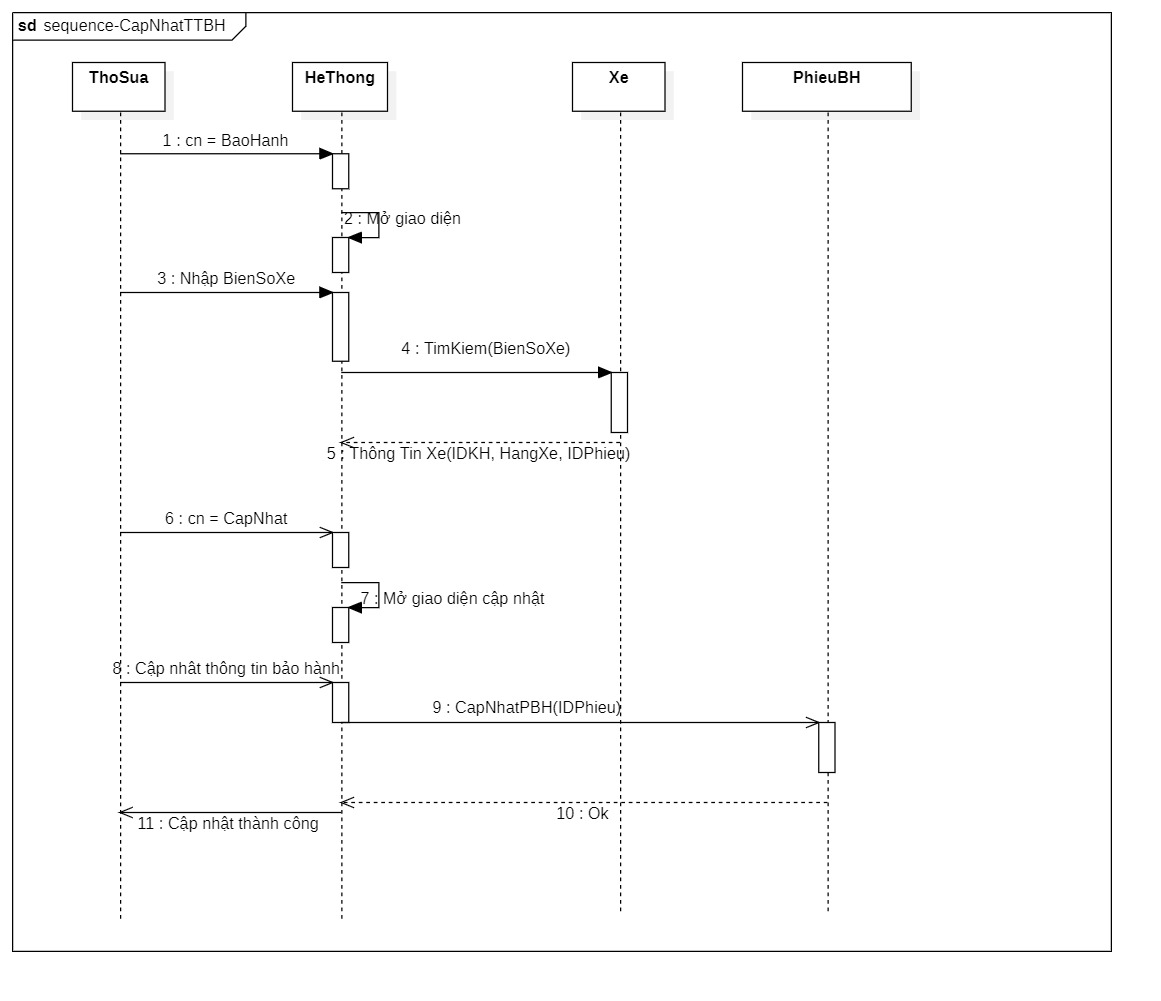 sd sequence-CapNhatTTBH
ThoSua
HeThong
Xe
PhieuBH
1 : cn = BaoHanh
2 : Mở giao diện
3 : Nhập BienSoXe
4 : TimKiem(BienSoXe)
5 : Thông Tin Xe(IDKH, HangXe, IDPhieu)
6 : cn = CapNhat
7 : Mở giao diện cập nhật
8 : Cập nhât thông tin bảo hành
9 : CapNhatPBH(IDPhieu)
10 : Ok
11 : Cập nhật thành công